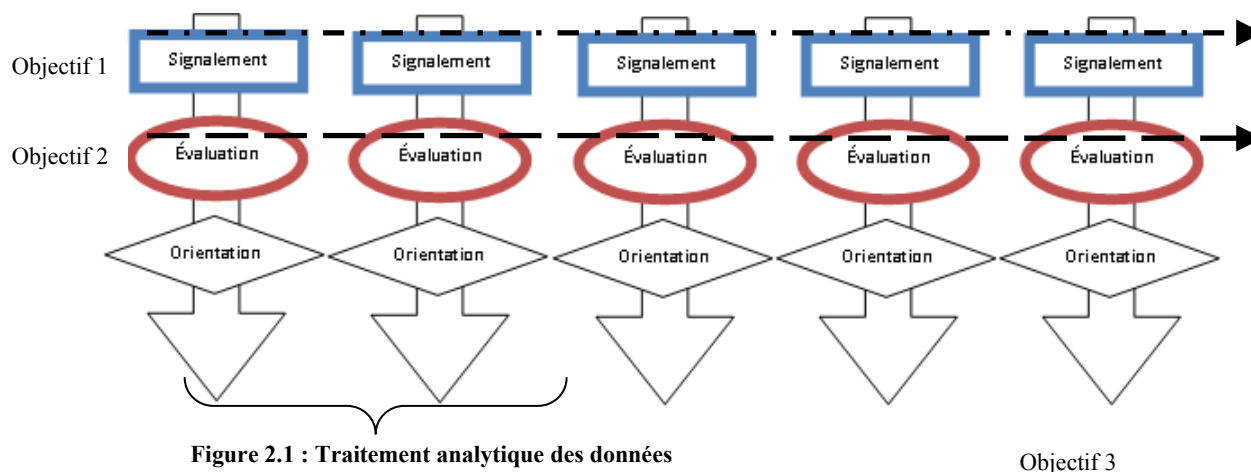 Objectif 1 Signalement Signalement Signalement Signalement Signalement
Objectif 2 Évaluation Évaluation Évaluation Évaluation Évaluation
Orientation Orientation Orientation Orientation Orientation
Figure 2.1 : Traitement analytique des données
Objectif 3